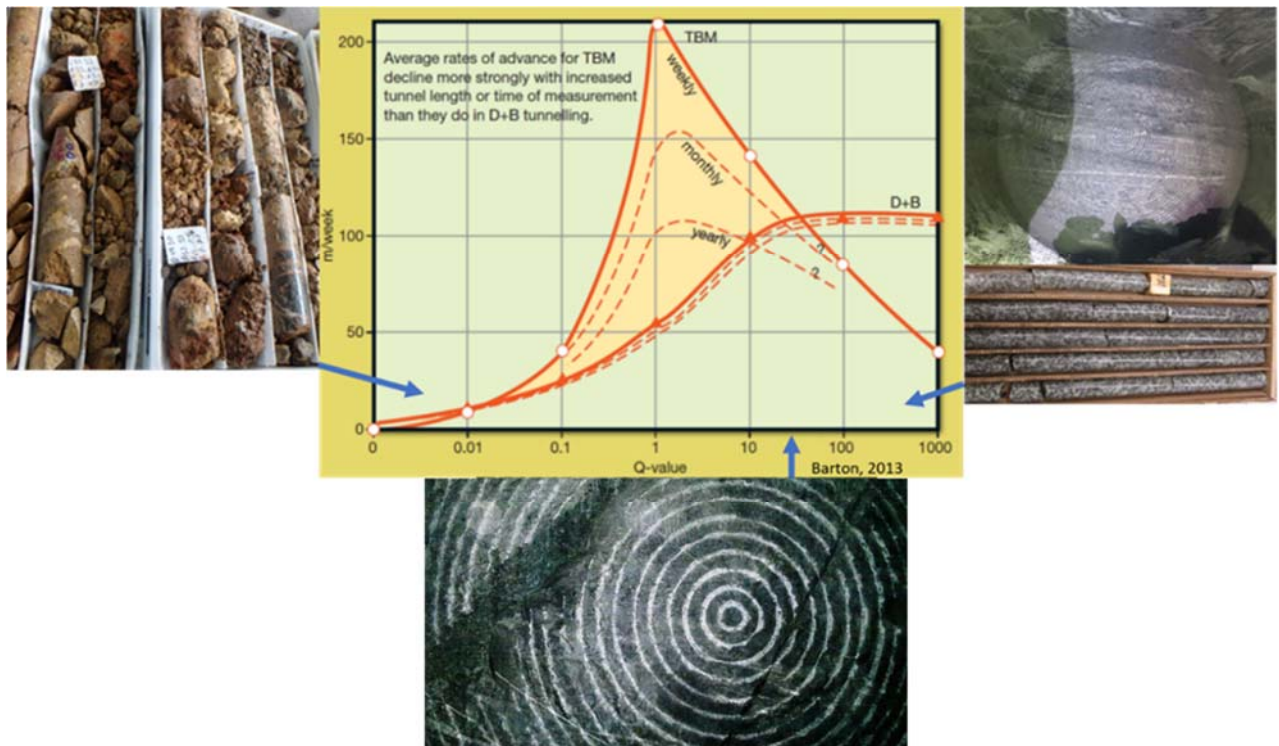 200
150
100
50
0
m/week
Average rates of advance for TBM
decline more strongly with increased
tunnel length or time of measurement
than they do in D+B tunnelling.
TBM
weekly
monthly
yearly
D+B
?
?
0 0.01 0.1 1 10 100 1000
Q-value
Barton, 2013